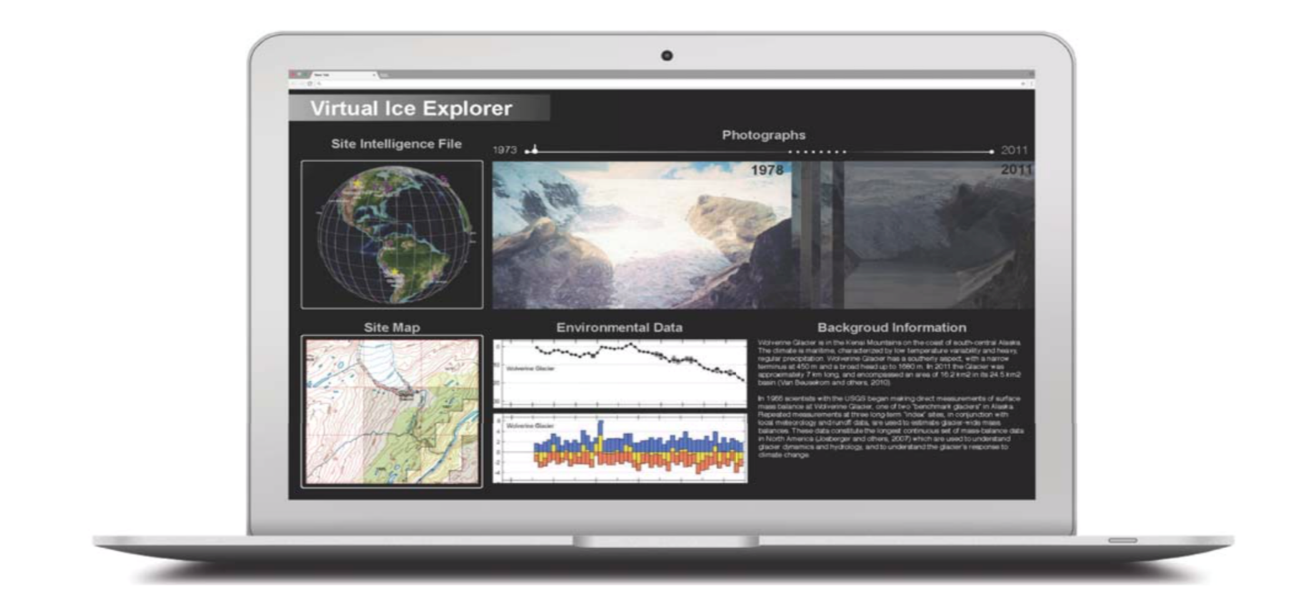 Virtual Ice Explorer
Site Intelligence File
Photographs
1973
2011
1978
2011
Site Map
Environmental Data
Backgroud Information
Wolverine Glacier
Wolverine Glacier
Wolverine Glacier is in the Kenai Mountains on the coast of south-central Alaska.
The climate is maritime, characterized by low temperature variability and heavy,
regular precipitation. Wolverine Glacier has a southerly aspect, with a narrow
terminus at 450 m and a broad head up to 1680 m. In 2011 the Glacier was
approximately 7 km long, and encompassed an area of 16.2 km2 in its 24.5 km2
basin (Van Beusekom and others, 2010).
In 1966 scientists with the USGS began making direct measurements of surface
mass balance at Wolverine Glacier, one of two "benchmark glaciers" in Alaska.
Repeated measurements at three long-term "index" sites, in conjunction with
local meteorology and runoff data, are used to estimate glacier-wide mass
balances. These data constitute the longest continuous set of mass-balance data
in North America (Josberger and others, 2007) which are used to understand
glacier dynamics and hydrology, and to understand the glacier's response to
climate change.